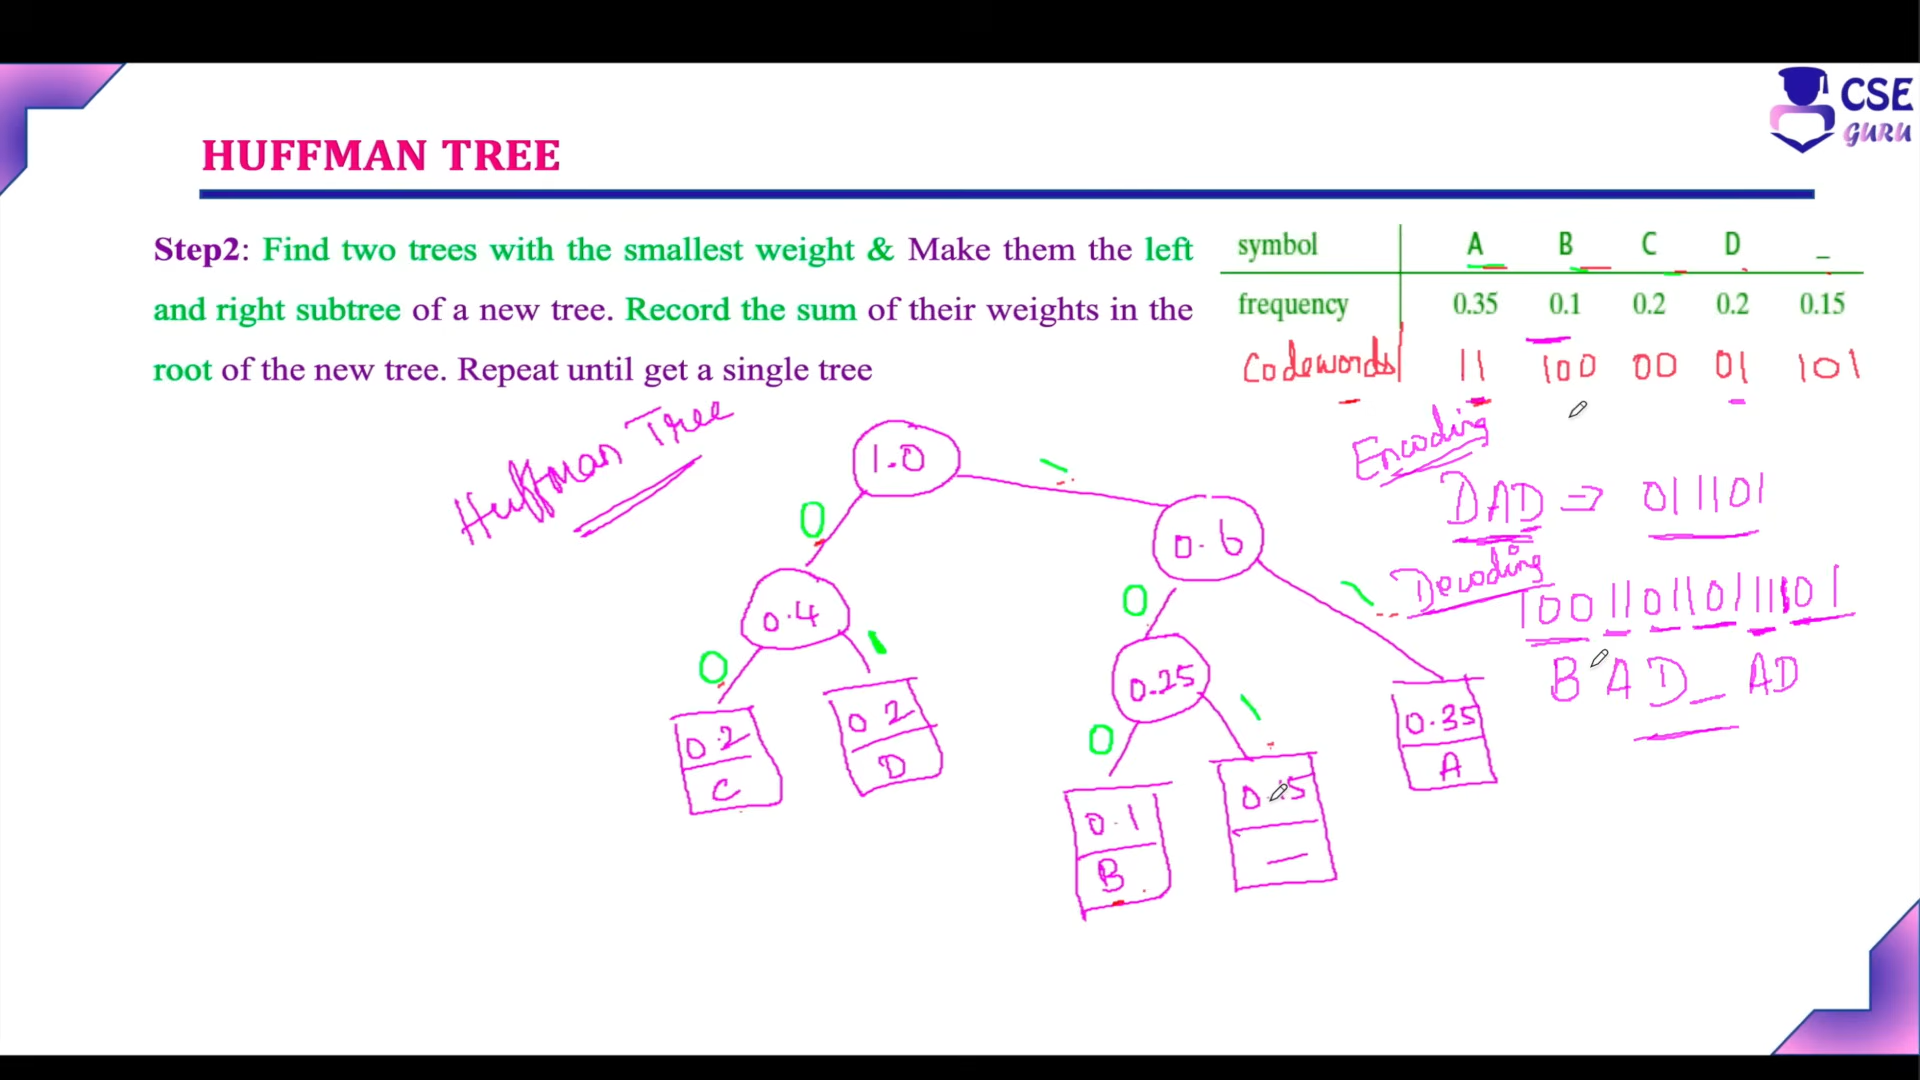 CSE
GURU
HUFFMAN TREE
Step2: Find two trees with the smallest weight & Make them the left
and right subtree of a new tree. Record the sum of their weights in the
root of the new tree. Repeat until get a single tree
symbol A B C D _
frequency 0.35 0.1 0.2 0.2 0.15
Codewords 11 100 00 01 101
Huffman Tree
Encoding
DAD ⇒ 011101
Decoding
10011011011101
BAD_AD
1.0
0 1
0.4 0.6
0 1 0 1
0.2 C
0.2 D
0.25
0.35 A
0 1
0.1 B
0.15 _